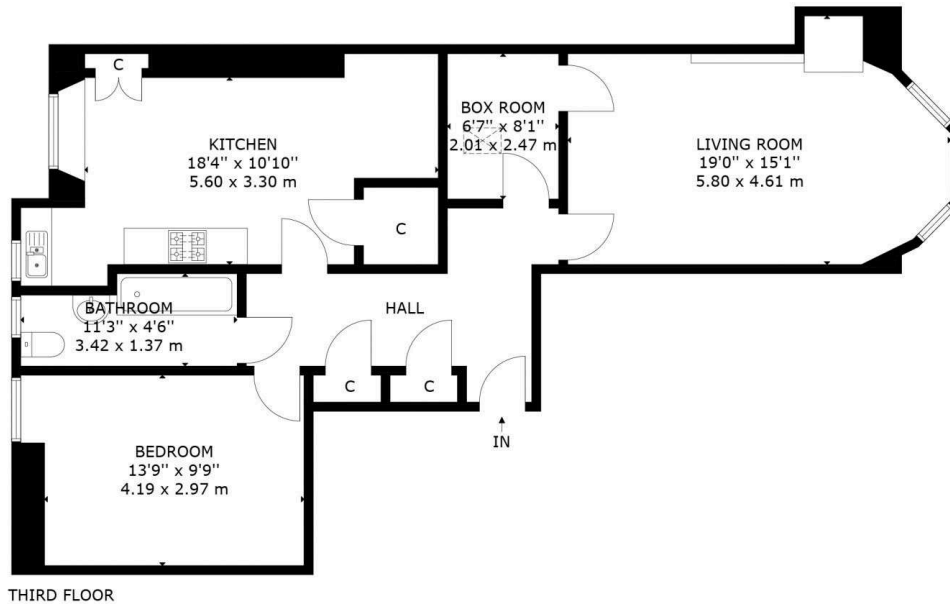 C
KITCHEN
18'4'' x 10'10''
5.60 x 3.30 m
BOX ROOM
6'7'' x 8'1''
2.01 x 2.47 m
LIVING ROOM
19'0'' x 15'1''
5.80 x 4.61 m
C
BATHROOM
11'3'' x 4'6''
3.42 x 1.37 m
HALL
C
C
IN
BEDROOM
13'9'' x 9'9''
4.19 x 2.97 m
THIRD FLOOR